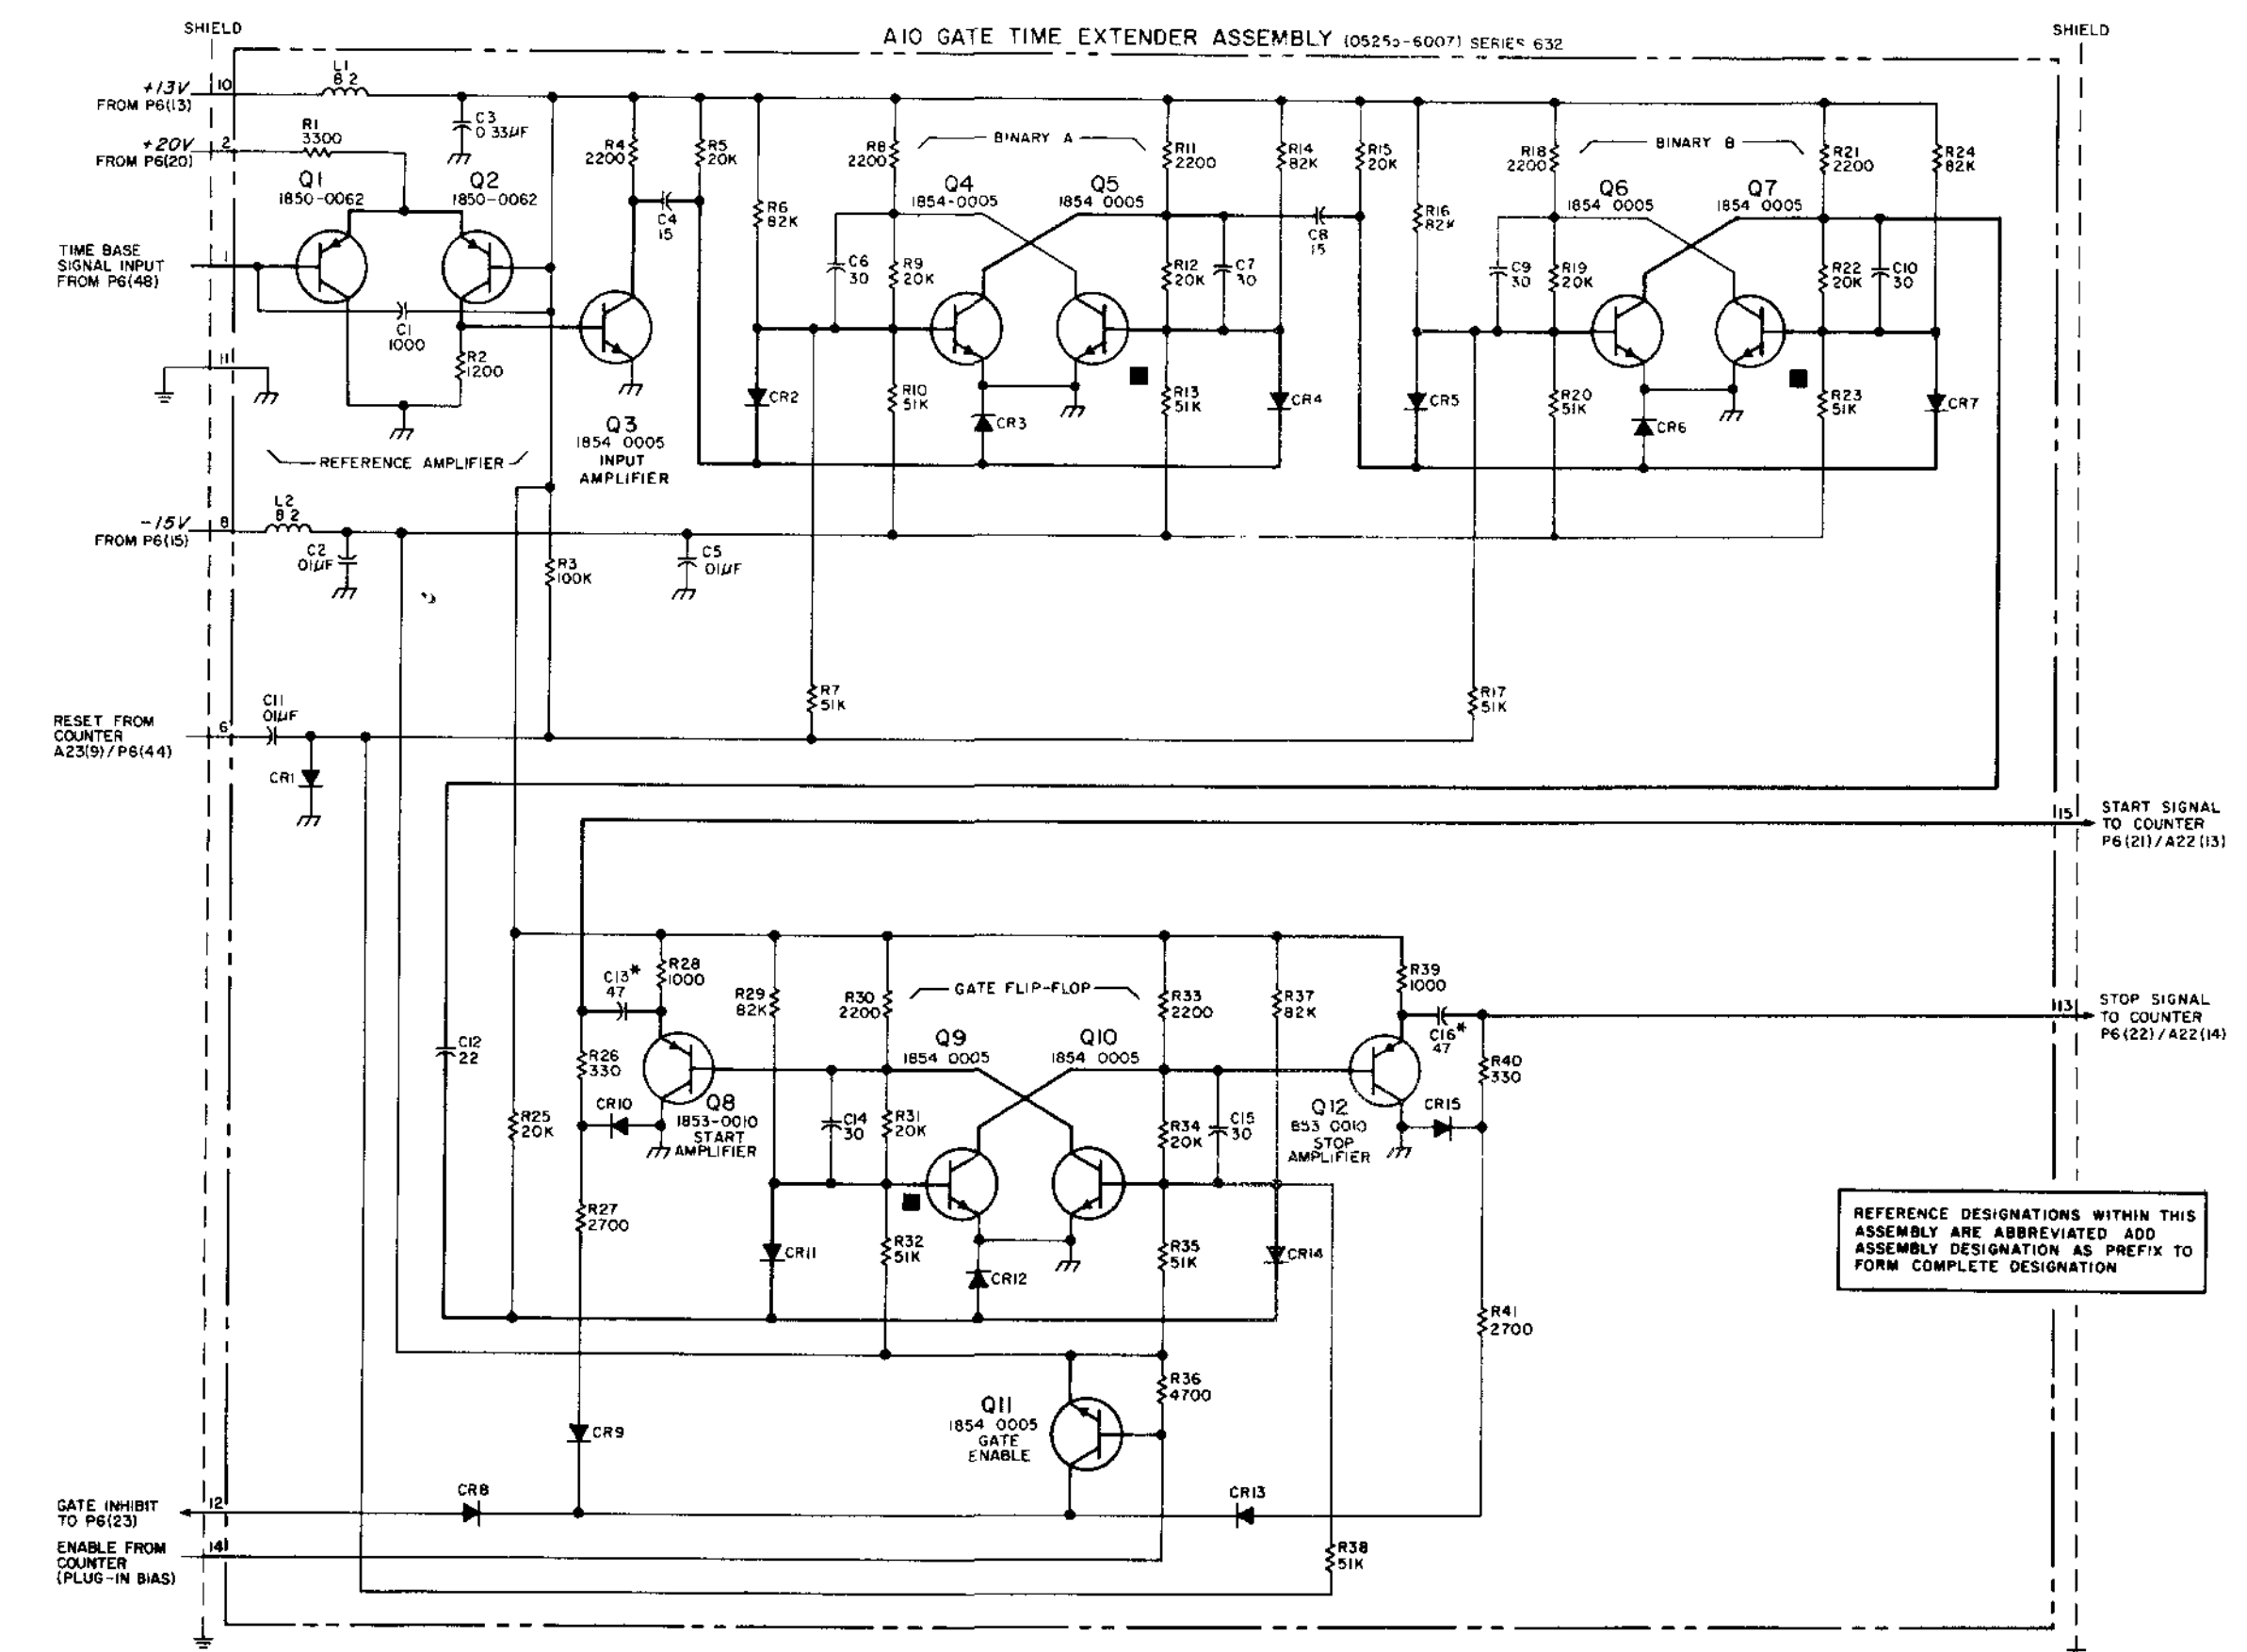 SHIELD
A10 GATE TIME EXTENDER ASSEMBLY (05255-6007) SERIES 632
SHIELD
+13V
FROM P6(13)
10
L1
8.2
C3
0.33µF
+20V
FROM P6(20)
2
R1
3300
Q1
1850-0062
Q2
1850-0062
R4
2200
R5
20K
C4
15
R6
82K
R8
2200
BINARY A
Q4
1854-0005
Q5
1854 0005
R11
2200
R14
82K
R15
20K
C8
15
R16
82K
R18
2200
BINARY B
Q6
1854 0005
Q7
1854 0005
R21
2200
R24
82K
TIME BASE
SIGNAL INPUT
FROM P6(48)
1
C1
1000
R2
1200
C6
30
R9
20K
R12
20K
C7
30
C9
30
R19
20K
R22
20K
C10
30
11
Q3
1854 0005
INPUT
AMPLIFIER
REFERENCE AMPLIFIER
CR2
R10
51K
CR3
R13
51K
CR4
CR5
R20
51K
CR6
R23
51K
CR7
-15V
FROM P6(15)
8
L2
8.2
C2
.01µF
R3
100K
C5
.01µF
R7
51K
R17
51K
RESET FROM
COUNTER
A23(9)/P6(44)
6
C11
.01µF
CR1
15
START SIGNAL
TO COUNTER
P6(21)/A22(13)
C13*
47
R28
1000
R29
82K
R30
2200
GATE FLIP-FLOP
R33
2200
R37
82K
R39
1000
13
STOP SIGNAL
TO COUNTER
P6(22)/A22(14)
C12
22
R26
330
Q9
1854 0005
Q10
1854 0005
C16*
47
R40
330
R25
20K
CR10
Q8
1853-0010
START
AMPLIFIER
C14
30
R31
20K
R34
20K
C15
30
Q12
853 0010
STOP
AMPLIFIER
CR15
R27
2700
CR11
R32
51K
CR12
R35
51K
CR14
R41
2700
REFERENCE DESIGNATIONS WITHIN THIS
ASSEMBLY ARE ABBREVIATED ADD
ASSEMBLY DESIGNATION AS PREFIX TO
FORM COMPLETE DESIGNATION
R36
4700
Q11
1854 0005
GATE
ENABLE
CR9
GATE INHIBIT
TO P6(23)
12
CR8
CR13
ENABLE FROM
COUNTER
(PLUG-IN BIAS)
14
R38
51K